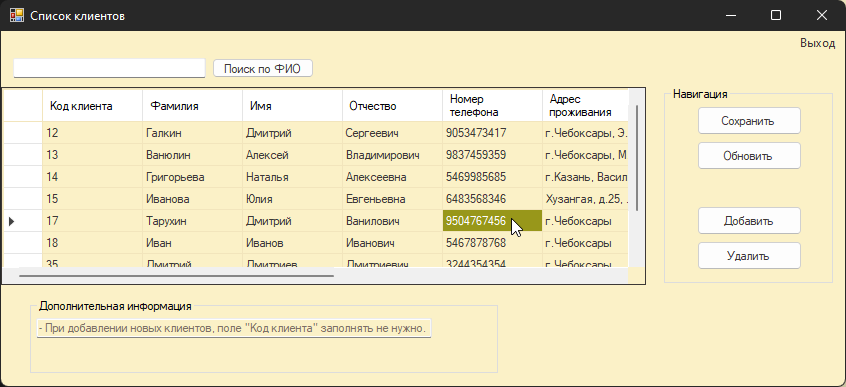 Список клиентов
Выход
Поиск по ФИО
Код клиента Фамилия Имя Отчество Номер телефона Адрес проживания
12 Галкин Дмитрий Сергеевич 9053473417 г.Чебоксары, Э.
13 Ванюлин Алексей Владимирович 9837459359 г.Чебоксары, М
14 Григорьева Наталья Алексеевна 5469985685 г.Казань, Васил
15 Иванова Юлия Евгеньевна 6483568346 Хузангая, д.25, .
17 Тарухин Дмитрий Ванилович 9504767456 г.Чебоксары
18 Иван Иванов Иванович 5467878768 г.Чебоксары
35 Дмитрий Дмитриев Дмитриевич 3244354354 г.Чебоксары
Навигация
Сохранить
Обновить
Добавить
Удалить
Дополнительная информация
- При добавлении новых клиентов, поле "Код клиента" заполнять не нужно.